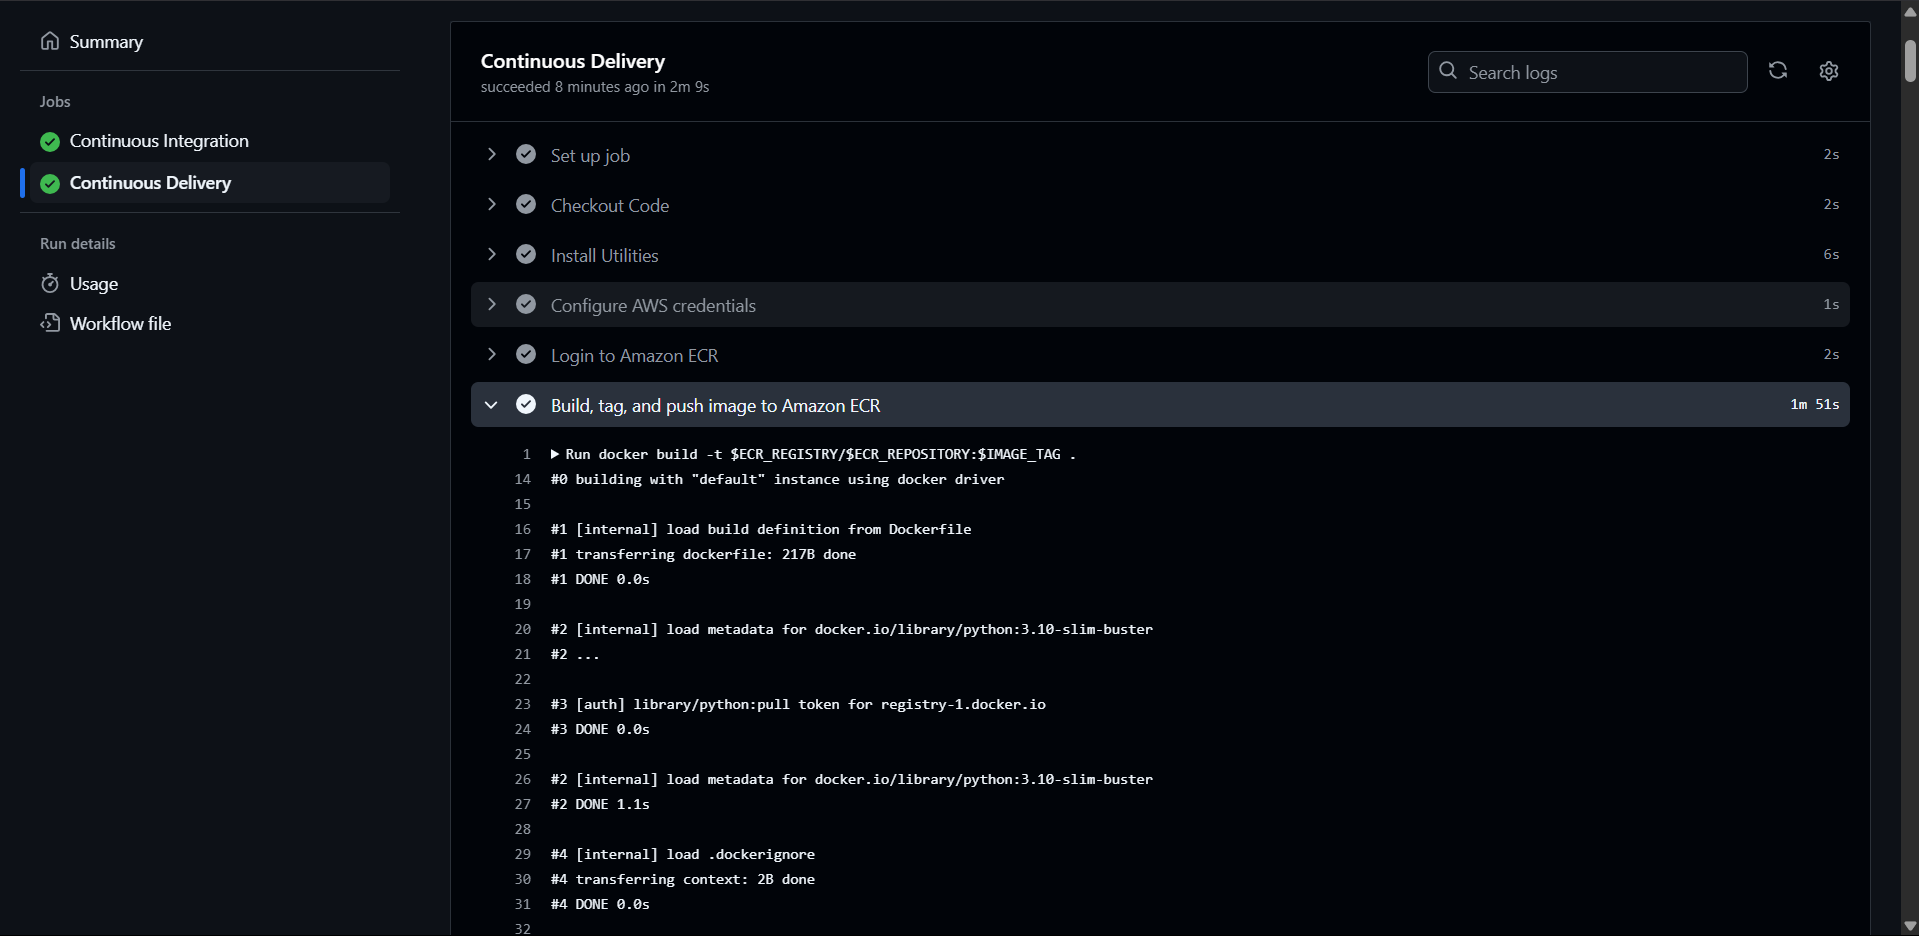 Summary
Jobs
Continuous Integration
Continuous Delivery
Run details
Usage
Workflow file
Continuous Delivery
succeeded 8 minutes ago in 2m 9s
Search logs
Set up job 2s
Checkout Code 2s
Install Utilities 6s
Configure AWS credentials 1s
Login to Amazon ECR 2s
Build, tag, and push image to Amazon ECR 1m 51s
1 Run docker build -t $ECR_REGISTRY/$ECR_REPOSITORY:$IMAGE_TAG .
14 #0 building with "default" instance using docker driver
15
16 #1 [internal] load build definition from Dockerfile
17 #1 transferring dockerfile: 217B done
18 #1 DONE 0.0s
19
20 #2 [internal] load metadata for docker.io/library/python:3.10-slim-buster
21 #2 ...
22
23 #3 [auth] library/python:pull token for registry-1.docker.io
24 #3 DONE 0.0s
25
26 #2 [internal] load metadata for docker.io/library/python:3.10-slim-buster
27 #2 DONE 1.1s
28
29 #4 [internal] load .dockerignore
30 #4 transferring context: 2B done
31 #4 DONE 0.0s
32